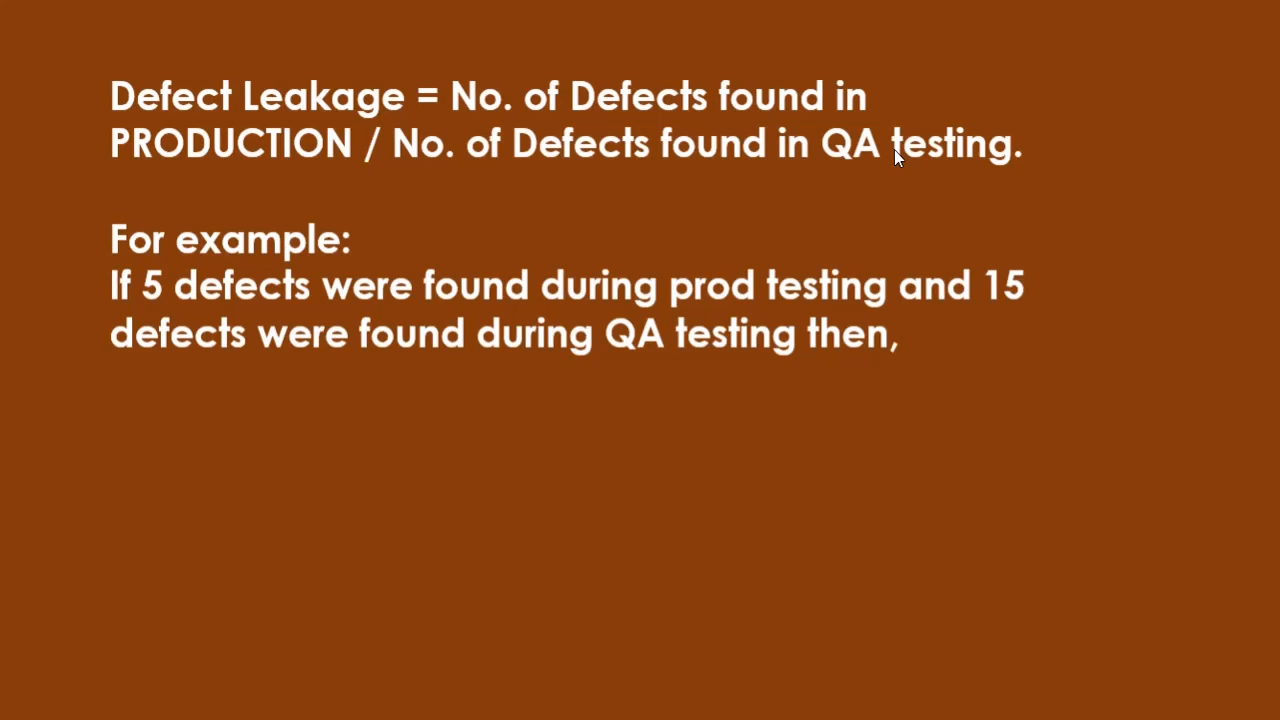 Defect Leakage = No. of Defects found in
PRODUCTION / No. of Defects found in QA testing.
For example:
If 5 defects were found during prod testing and 15
defects were found during QA testing then,